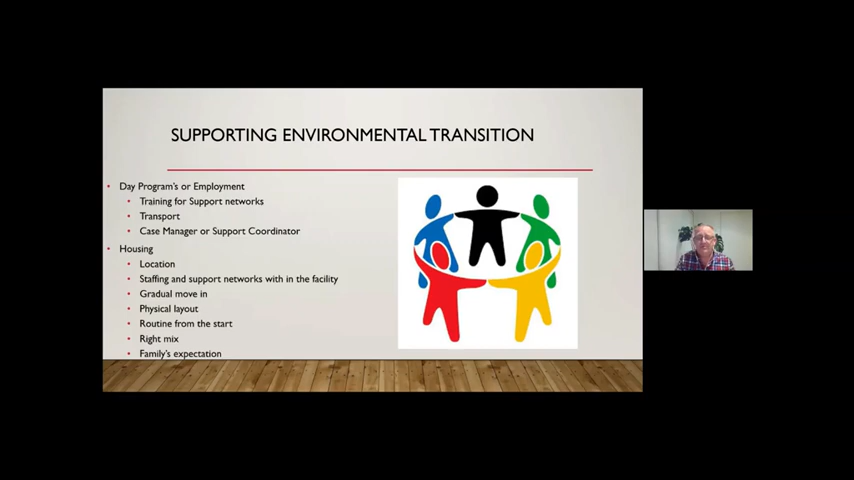 SUPPORTING ENVIRONMENTAL TRANSITION
Day Program's or Employment
Training for Support networks
Transport
Case Manager or Support Coordinator
Housing
Location
Staffing and support networks with in the facility
Gradual move in
Physical layout
Routine from the start
Right mix
Family's expectation